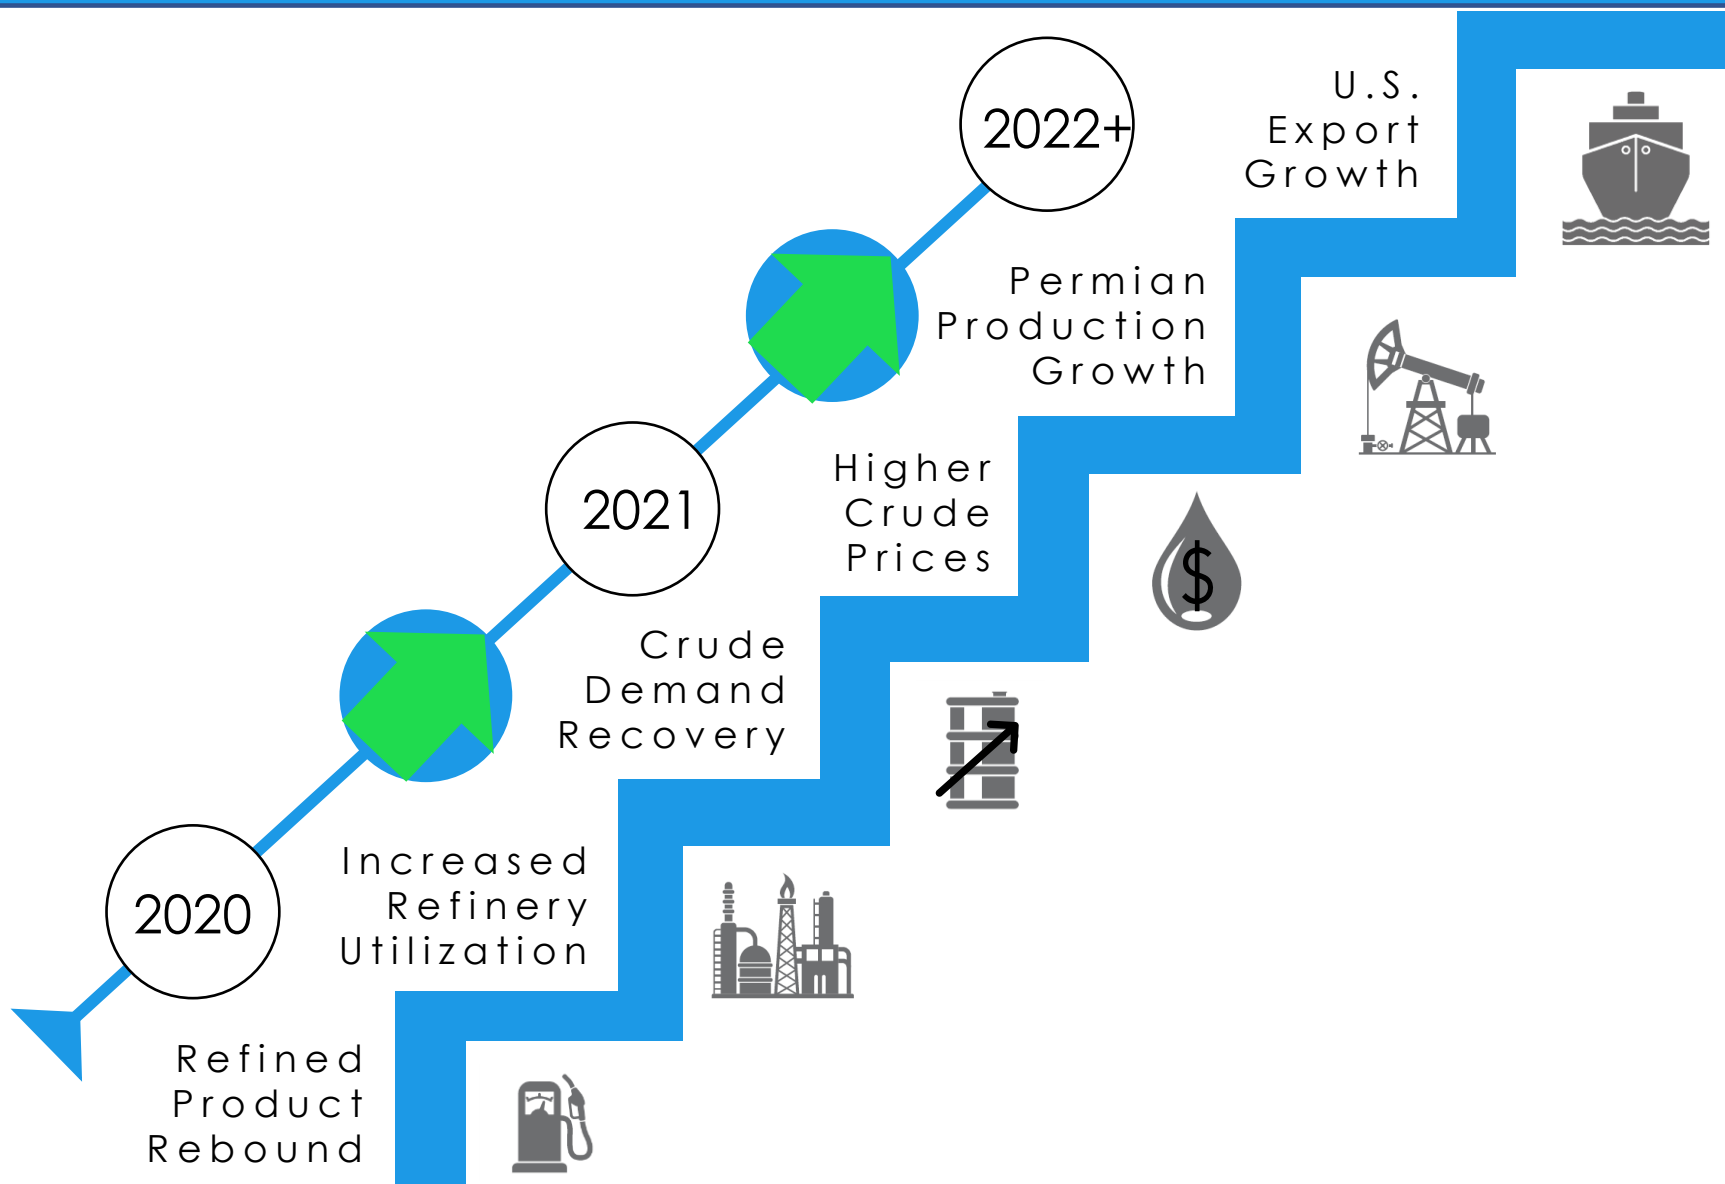 2022+
U.S.
Export
Growth
Permian
Production
Growth
2021
Higher
Crude
Prices
$
Crude
Demand
Recovery
2020
Increased
Refinery
Utilization
Refined
Product
Rebound